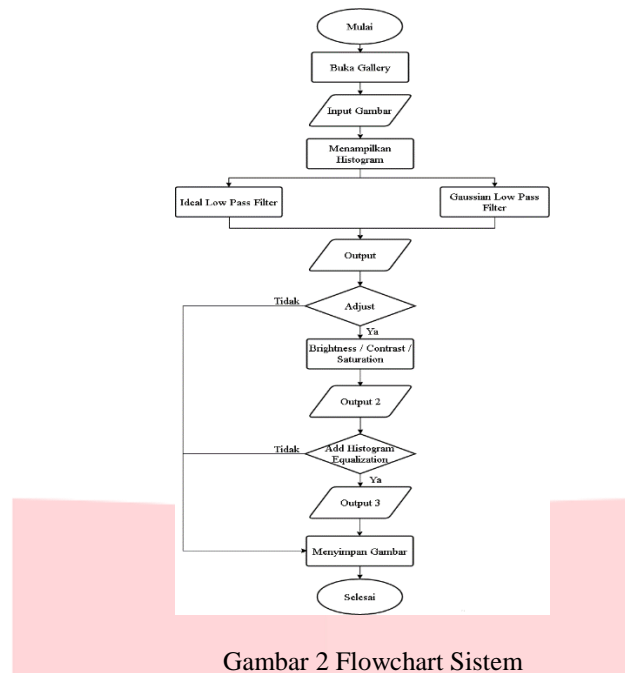 Mulai
Buka Gallery
Input Gambar
Menampilkan
Histogram
Ideal Low Pass Filter
Gaussian Low Pass
Filter
Output
Tidak
Adjust
Ya
Brightness / Contrast /
Saturation
Output 2
Tidak
Add Histogram
Equalization
Ya
Output 3
Menyimpan Gambar
Selesai
Gambar 2 Flowchart Sistem